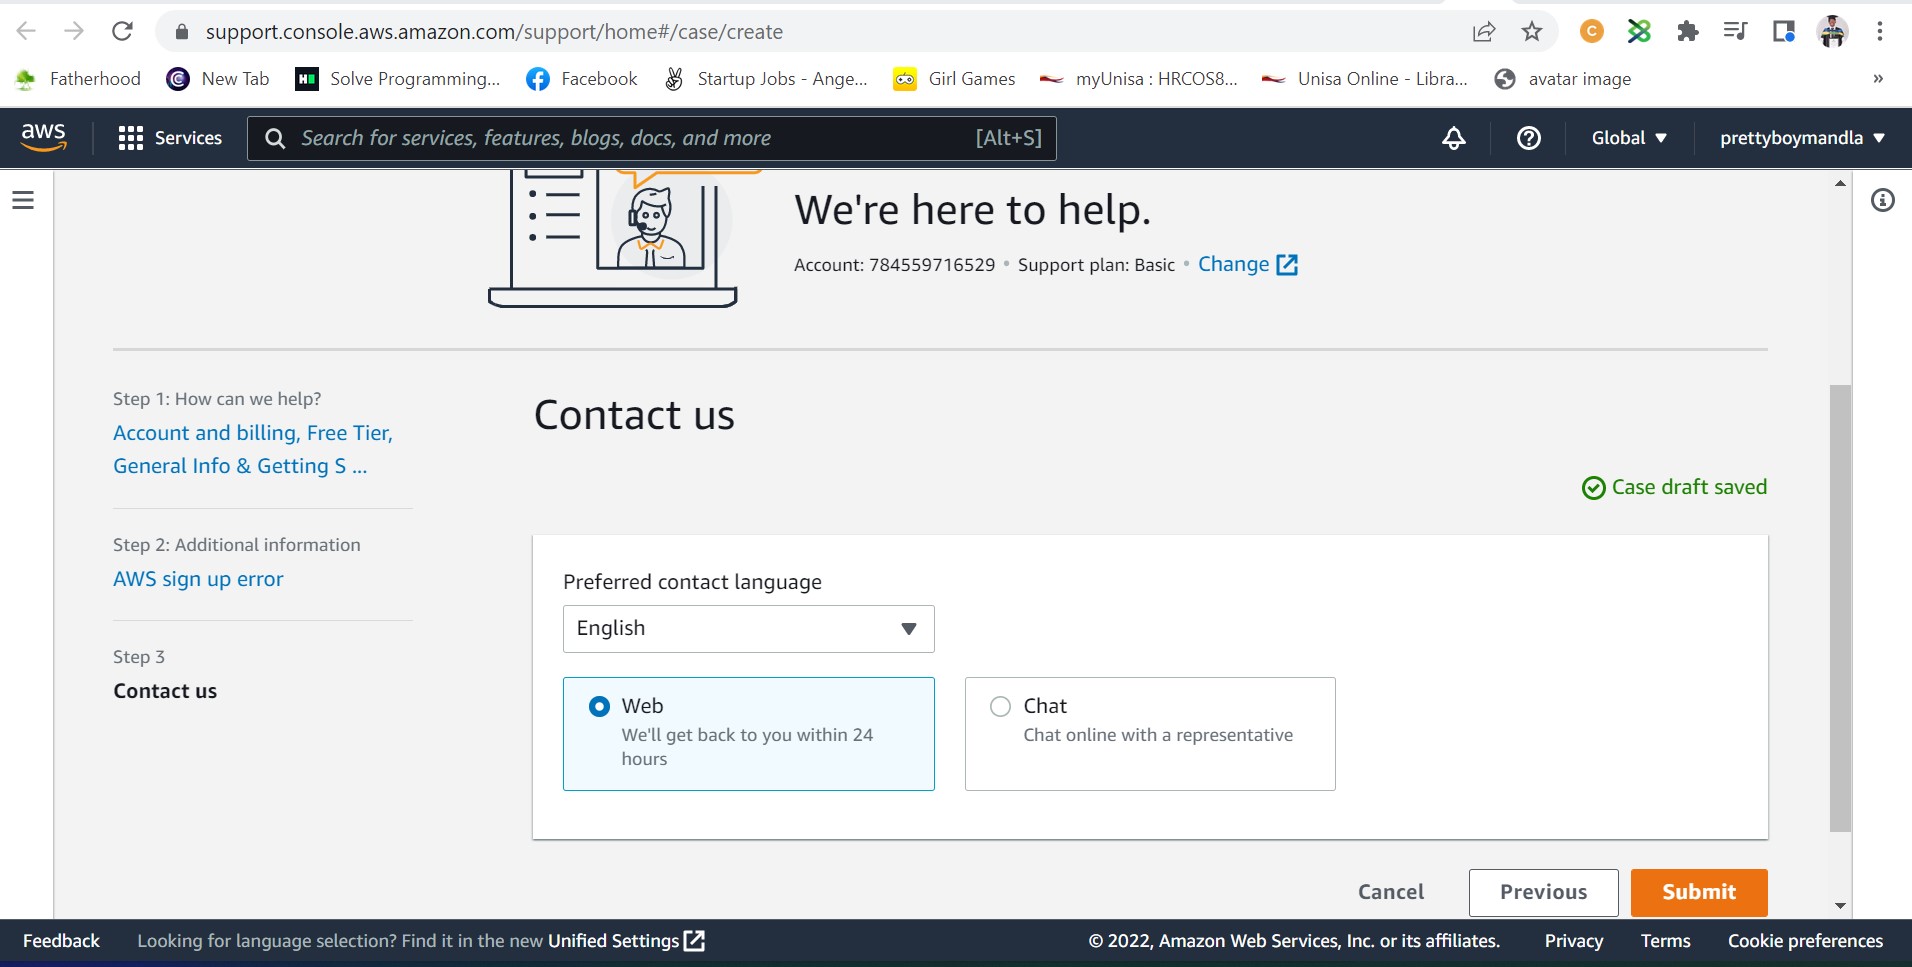 support.console.aws.amazon.com/support/home#/case/create
Fatherhood New Tab Solve Programming... Facebook Startup Jobs - Ange... Girl Games myUnisa : HRCOS8... Unisa Online - Libra... avatar image »
aws Services Search for services, features, blogs, docs, and more [Alt+S] Global prettyboymandla
We're here to help.
Account: 784559716529 • Support plan: Basic • Change
Step 1: How can we help?
Account and billing, Free Tier,
General Info & Getting S ...
Step 2: Additional information
AWS sign up error
Step 3
Contact us
Contact us
Case draft saved
Preferred contact language
English
Web
We'll get back to you within 24
hours
Chat
Chat online with a representative
Cancel Previous Submit
Feedback Looking for language selection? Find it in the new Unified Settings © 2022, Amazon Web Services, Inc. or its affiliates. Privacy Terms Cookie preferences